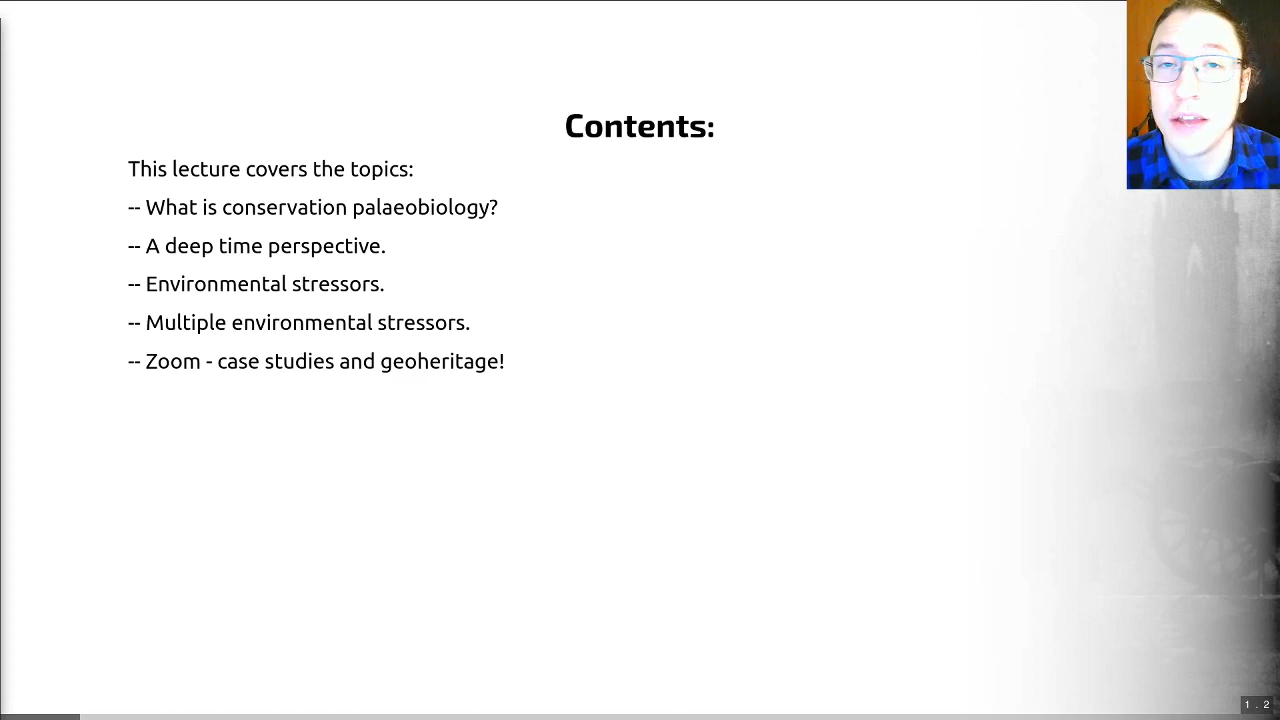 Contents:
This lecture covers the topics:
-- What is conservation palaeobiology?
-- A deep time perspective.
-- Environmental stressors.
-- Multiple environmental stressors.
-- Zoom - case studies and geoheritage!
1 . 2